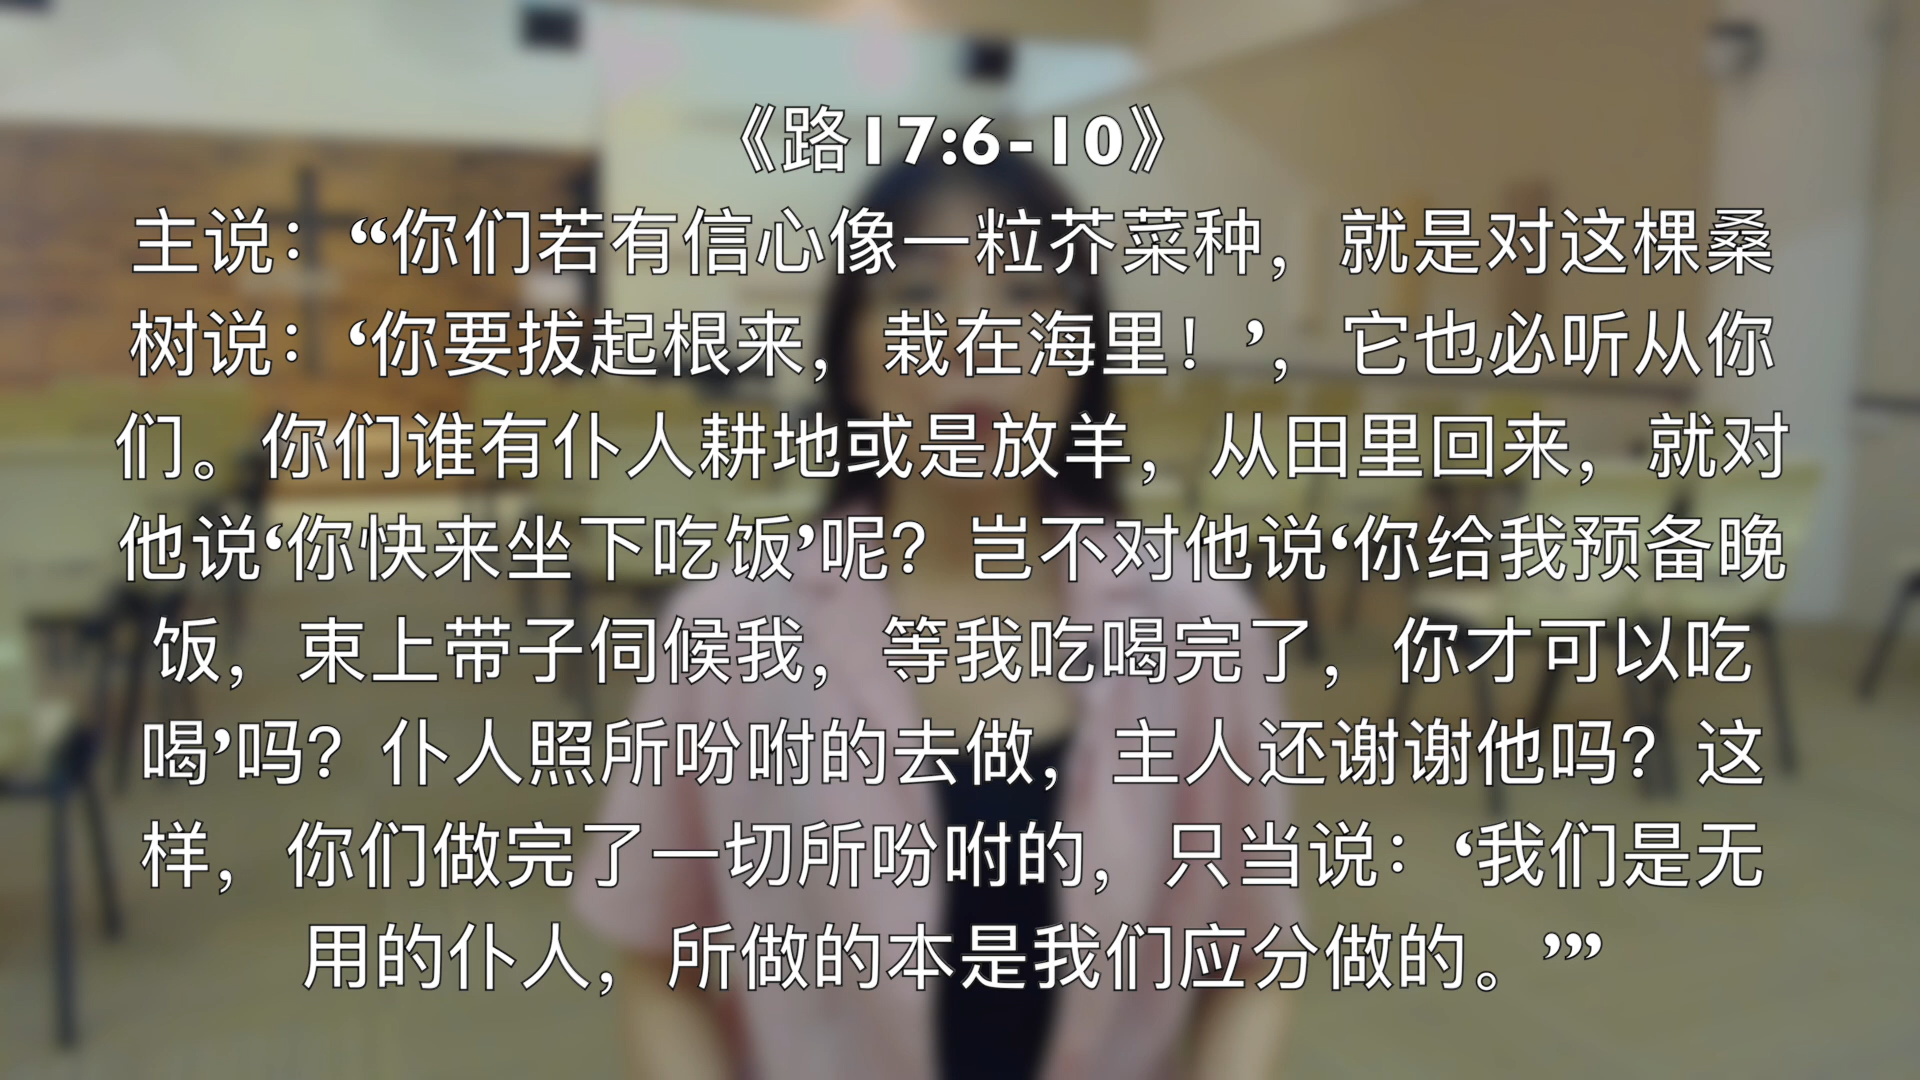 《路17:6-10》
主说：“你们若有信心像一粒芥菜种，就是对这棵桑
树说：‘你要拔起根来，栽在海里！’，它也必听从你
们。你们谁有仆人耕地或是放羊，从田里回来，就对
他说‘你快来坐下吃饭’呢？岂不对他说‘你给我预备晚
饭，束上带子伺候我，等我吃喝完了，你才可以吃
喝’吗？仆人照所吩咐的去做，主人还谢谢他吗？这
样，你们做完了一切所吩咐的，只当说：‘我们是无
用的仆人，所做的本是我们应分做的。’”